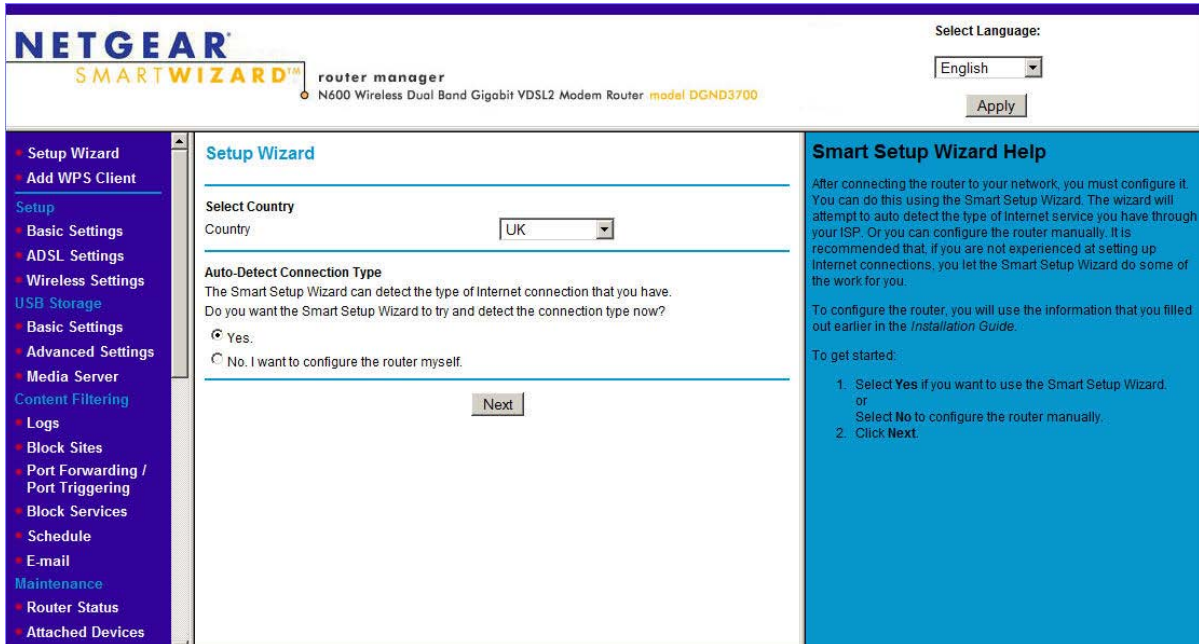 NETGEAR
SMARTWIZARD™
router manager
N600 Wireless Dual Band Gigabit VDSL2 Modem Router model DGND3700
Select Language:
English
Apply
Setup Wizard
Add WPS Client
Setup
Basic Settings
ADSL Settings
Wireless Settings
USB Storage
Basic Settings
Advanced Settings
Media Server
Content Filtering
Logs
Block Sites
Port Forwarding /
Port Triggering
Block Services
Schedule
E-mail
Maintenance
Router Status
Attached Devices
Setup Wizard
Select Country
Country
UK
Auto-Detect Connection Type
The Smart Setup Wizard can detect the type of Internet connection that you have.
Do you want the Smart Setup Wizard to try and detect the connection type now?
Yes.
No. I want to configure the router myself.
Next
Smart Setup Wizard Help
After connecting the router to your network, you must configure it.
You can do this using the Smart Setup Wizard. The wizard will
attempt to auto detect the type of Internet service you have through
your ISP. Or you can configure the router manually. It is
recommended that, if you are not experienced at setting up
Internet connections, you let the Smart Setup Wizard do some of
the work for you.
To configure the router, you will use the information that you filled
out earlier in the Installation Guide.
To get started:
1. Select Yes if you want to use the Smart Setup Wizard.
or
Select No to configure the router manually.
2. Click Next.